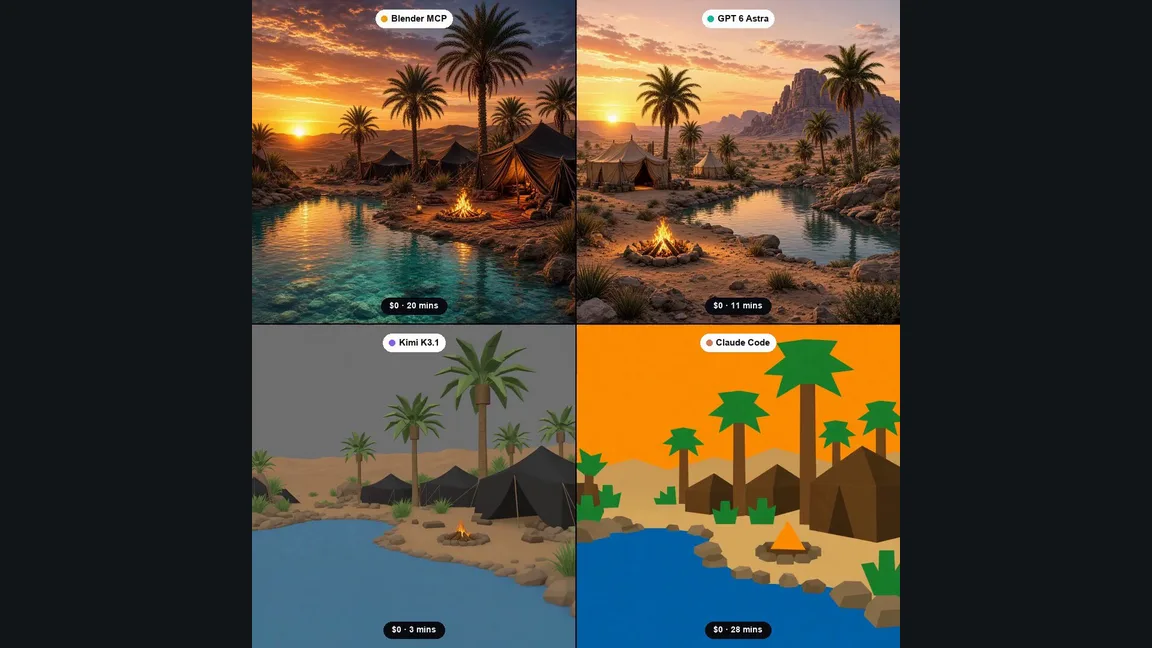 Blender MCP
GPT 6 Astra
$0 · 20 mins
$0 · 11 mins
Kimi K3.1
Claude Code
$0 · 3 mins
$0 · 28 mins